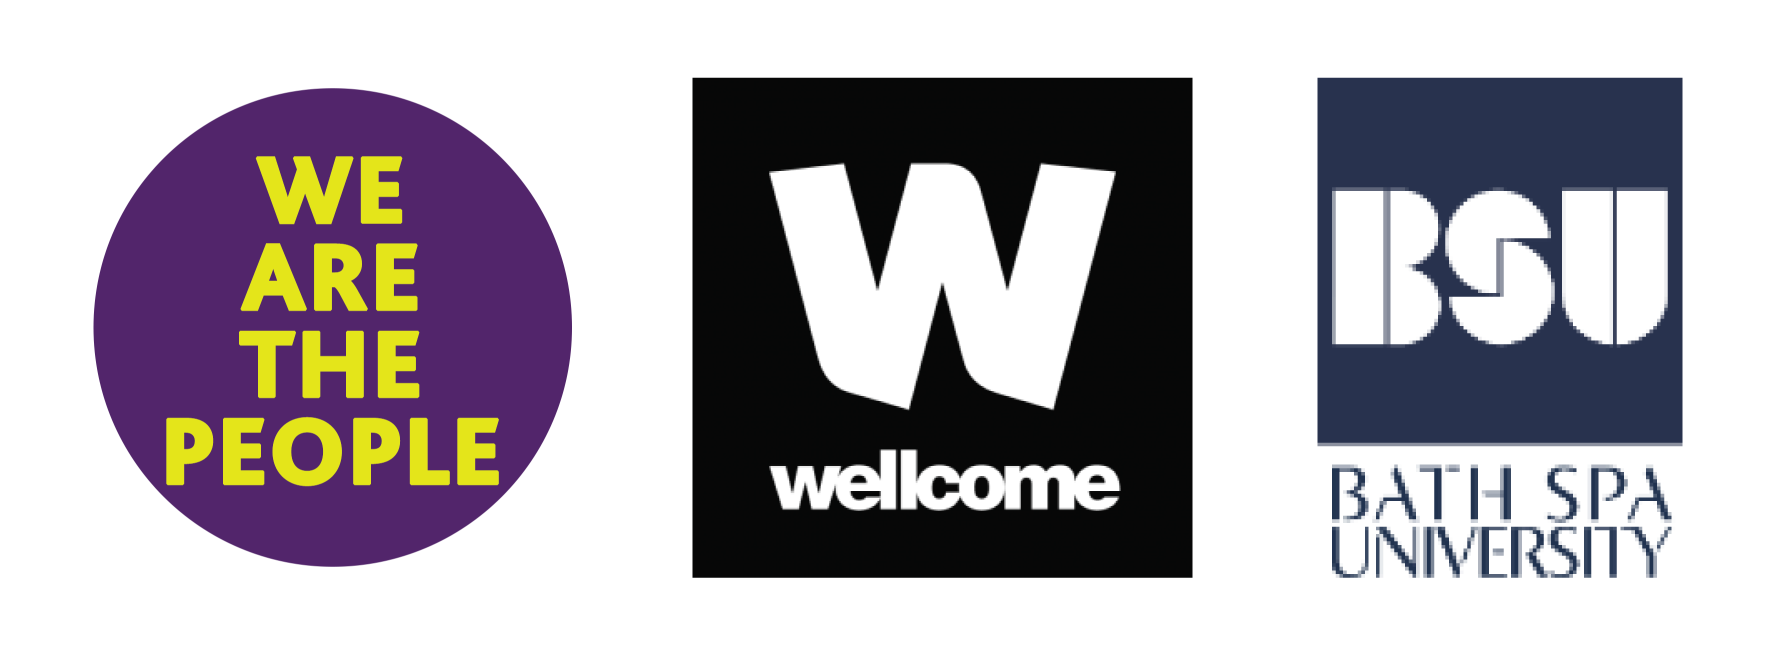 WE
ARE
THE
PEOPLE
W
wellcome
BSU
BATH SPA
UNIVERSITY